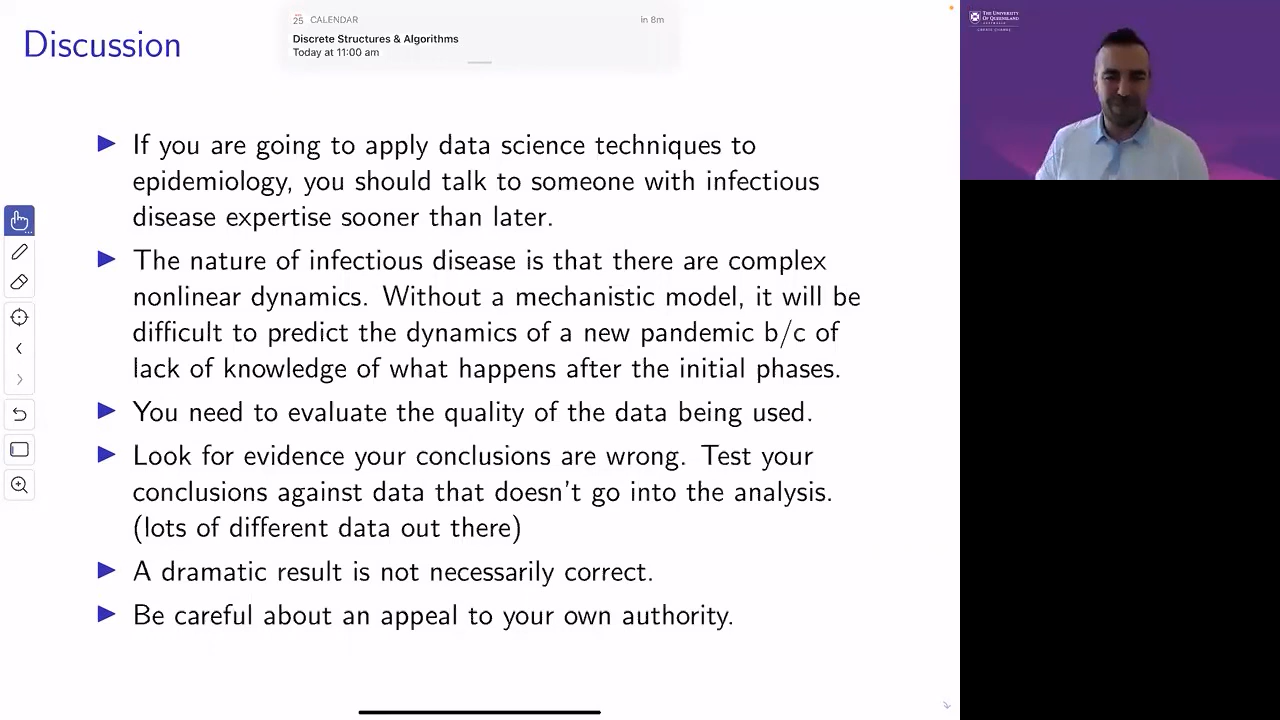 Discussion
25 CALENDAR in 8m
Discrete Structures & Algorithms
Today at 11:00 am
THE UNIVERSITY
OF QUEENSLAND
AUSTRALIA
CREATE CHANGE
▶ If you are going to apply data science techniques to
epidemiology, you should talk to someone with infectious
disease expertise sooner than later.
▶ The nature of infectious disease is that there are complex
nonlinear dynamics. Without a mechanistic model, it will be
difficult to predict the dynamics of a new pandemic b/c of
lack of knowledge of what happens after the initial phases.
▶ You need to evaluate the quality of the data being used.
▶ Look for evidence your conclusions are wrong. Test your
conclusions against data that doesn't go into the analysis.
(lots of different data out there)
▶ A dramatic result is not necessarily correct.
▶ Be careful about an appeal to your own authority.